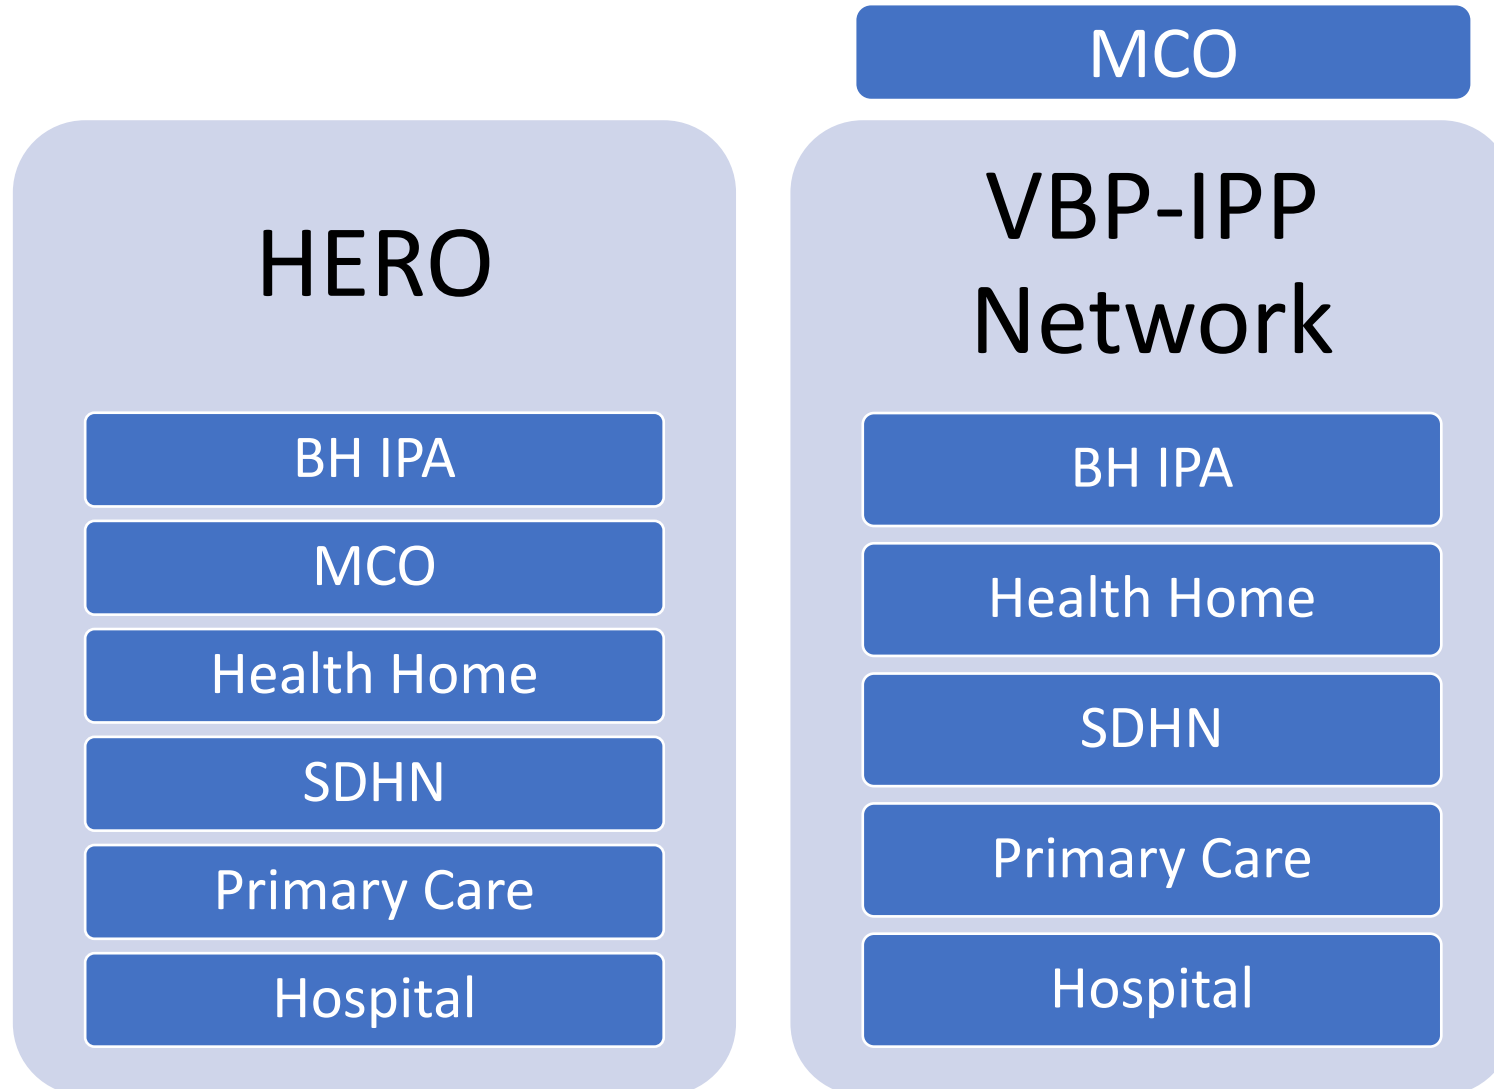 HERO
BH IPA
MCO
Health Home
SDHN
Primary Care
Hospital
MCO
VBP-IPP
Network
BH IPA
Health Home
SDHN
Primary Care
Hospital